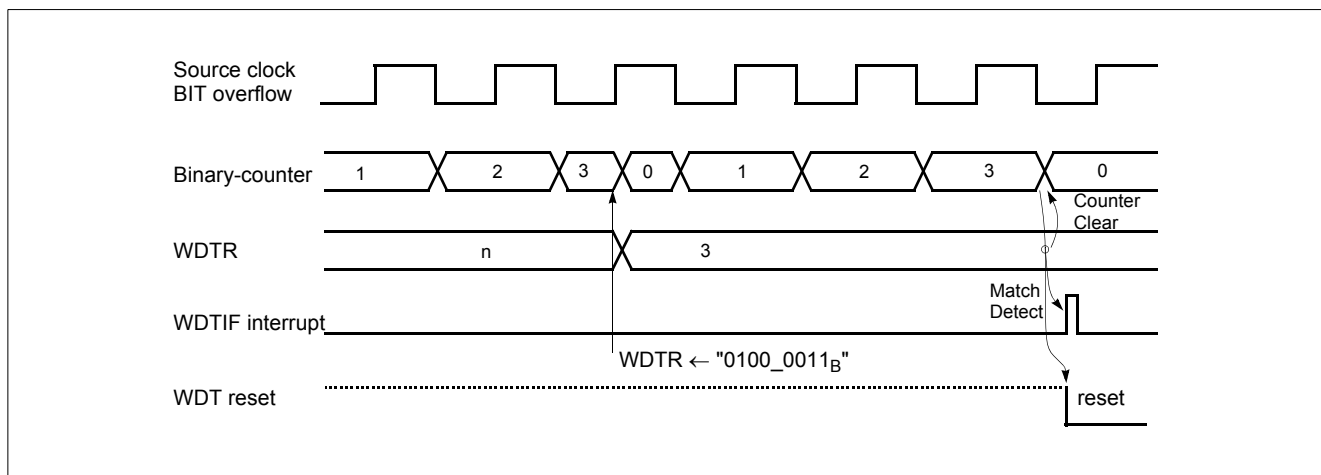 Source clock
BIT overflow
Binary-counter
1 2 3 0 1 2 3 0
Counter
Clear
WDTR
n 3
Match
Detect
WDTIF interrupt
WDTR ← "0100_0011B"
WDT reset
reset